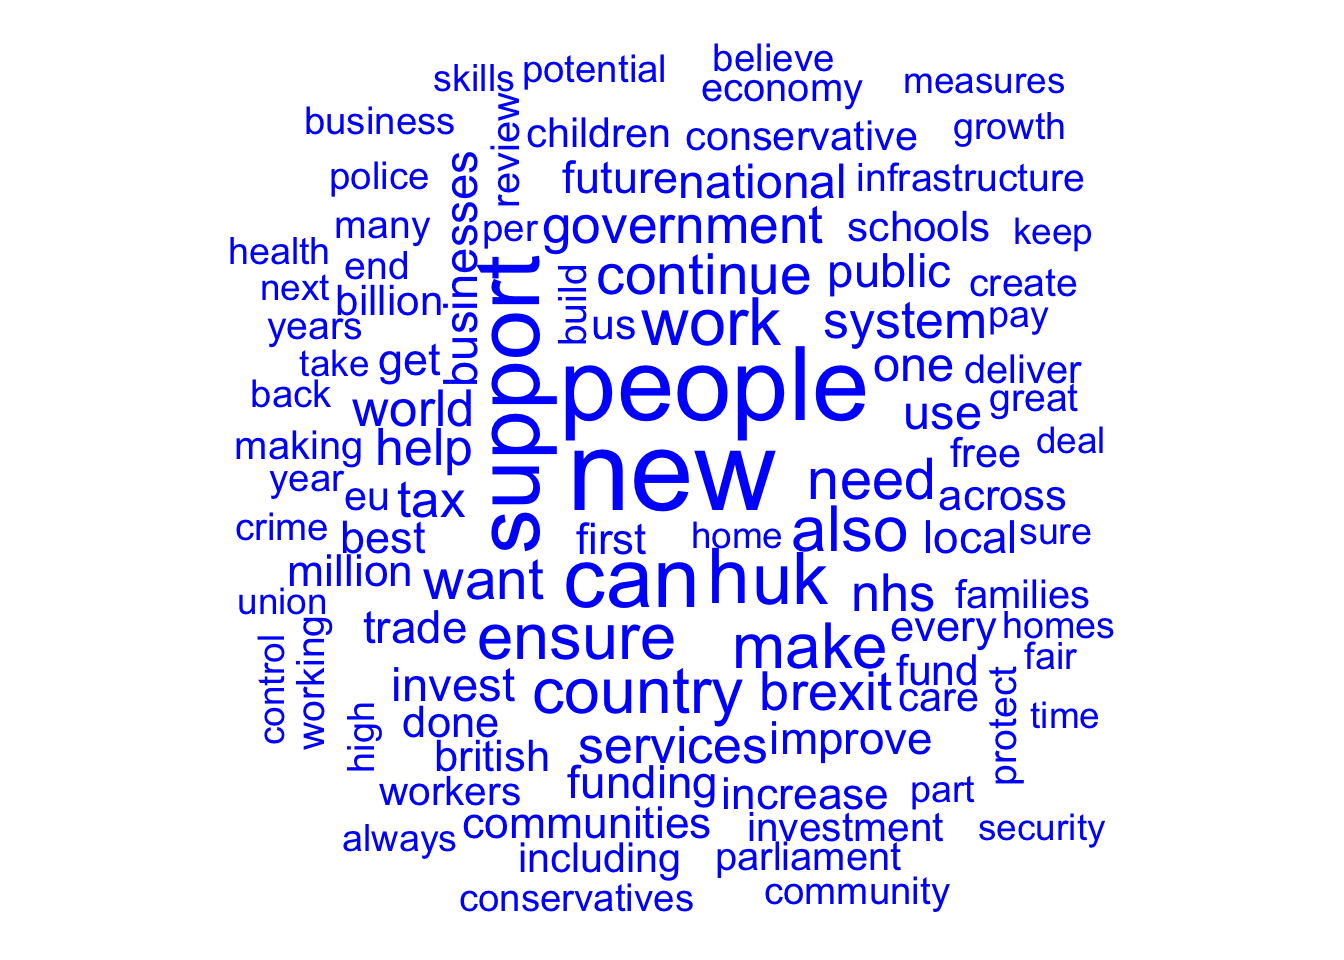 believe
skills potential
economy measures
business
review
children conservative growth
police
future national infrastructure
businesses
many per government schools keep
health end
support
continue public create
next billion
build
years us work system pay
take get
people one deliver
back world use great
making help
free deal
new need
year eu tax across
crime best first home also local sure
million want can huk nhs families
union
working
control
trade ensure make every homes
fair
invest country brexit fund
care
protect
high done time
british services improve
workers funding increase part
always communities investment security
including parliament
conservatives community